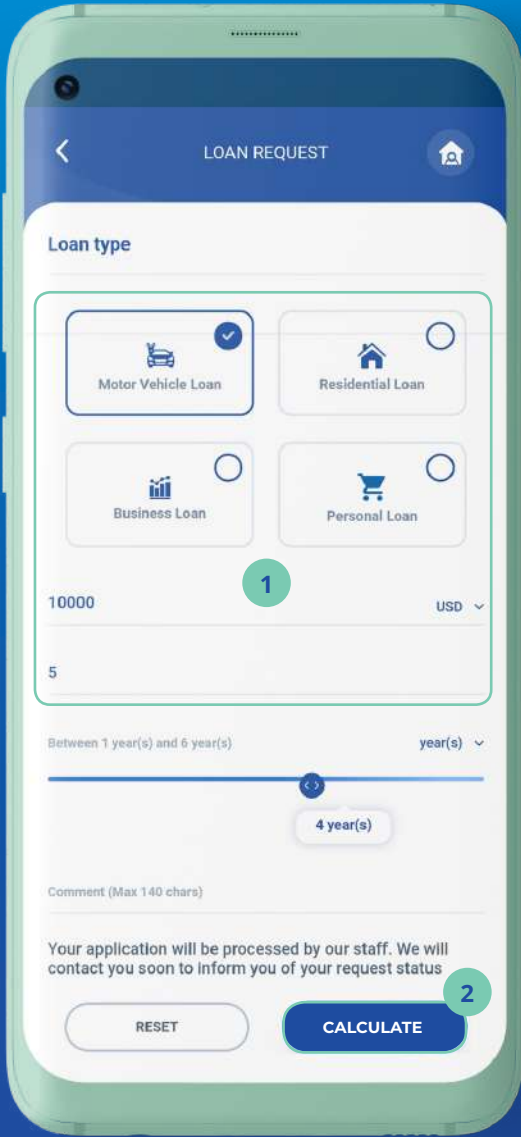 LOAN REQUEST
Loan type
Motor Vehicle Loan
Residential Loan
Business Loan
Personal Loan
1
10000
USD
5
Between 1 year(s) and 6 year(s)
year(s)
4 year(s)
Comment (Max 140 chars)
Your application will be processed by our staff. We will
contact you soon to inform you of your request status
2
RESET
CALCULATE